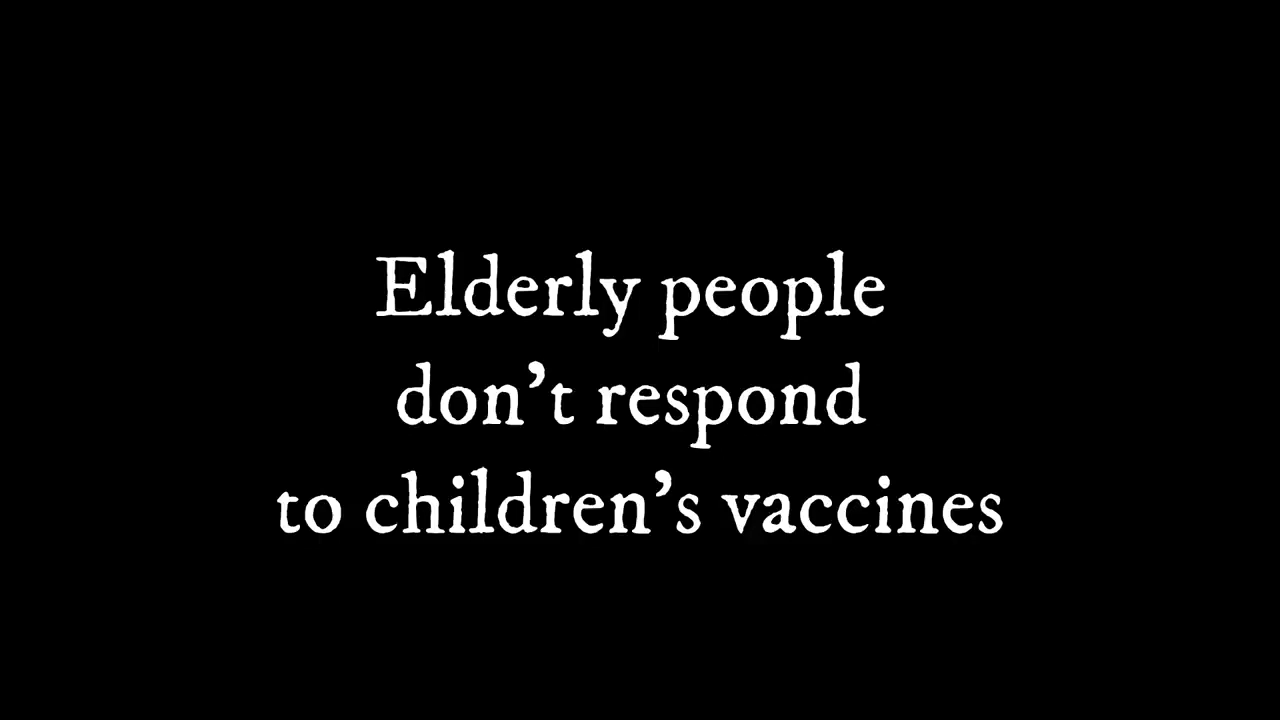 Elderly people
don’t respond
to children’s vaccines